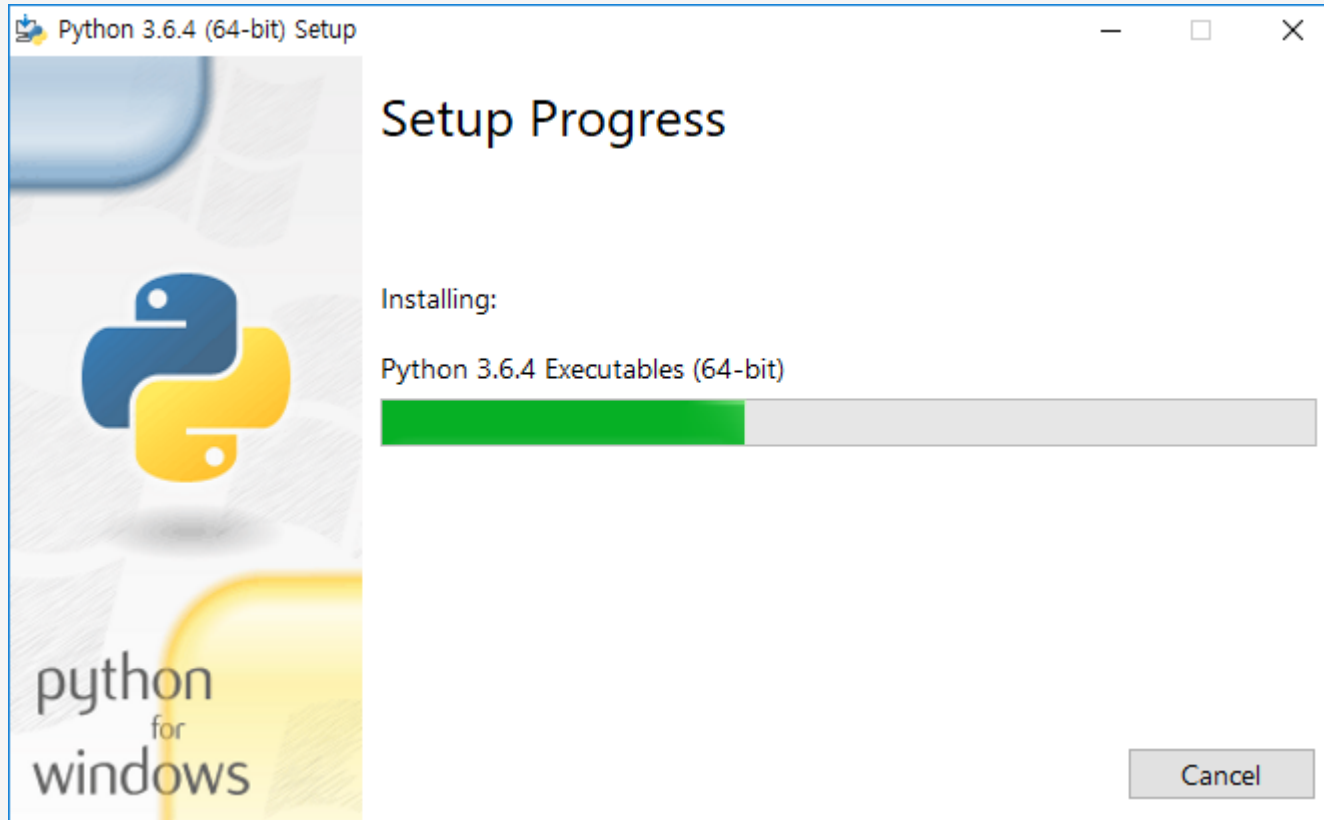 Python 3.6.4 (64-bit) Setup
Setup Progress
Installing:
Python 3.6.4 Executables (64-bit)
python
for
windows
Cancel